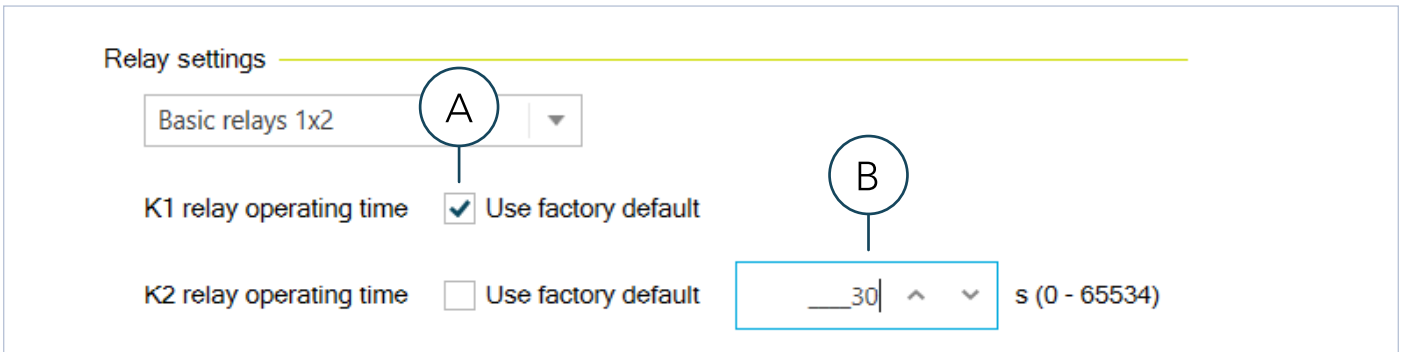 Relay settings
Basic relays 1x2
A
B
K1 relay operating time Use factory default
K2 relay operating time Use factory default ____30 s (0 - 65534)